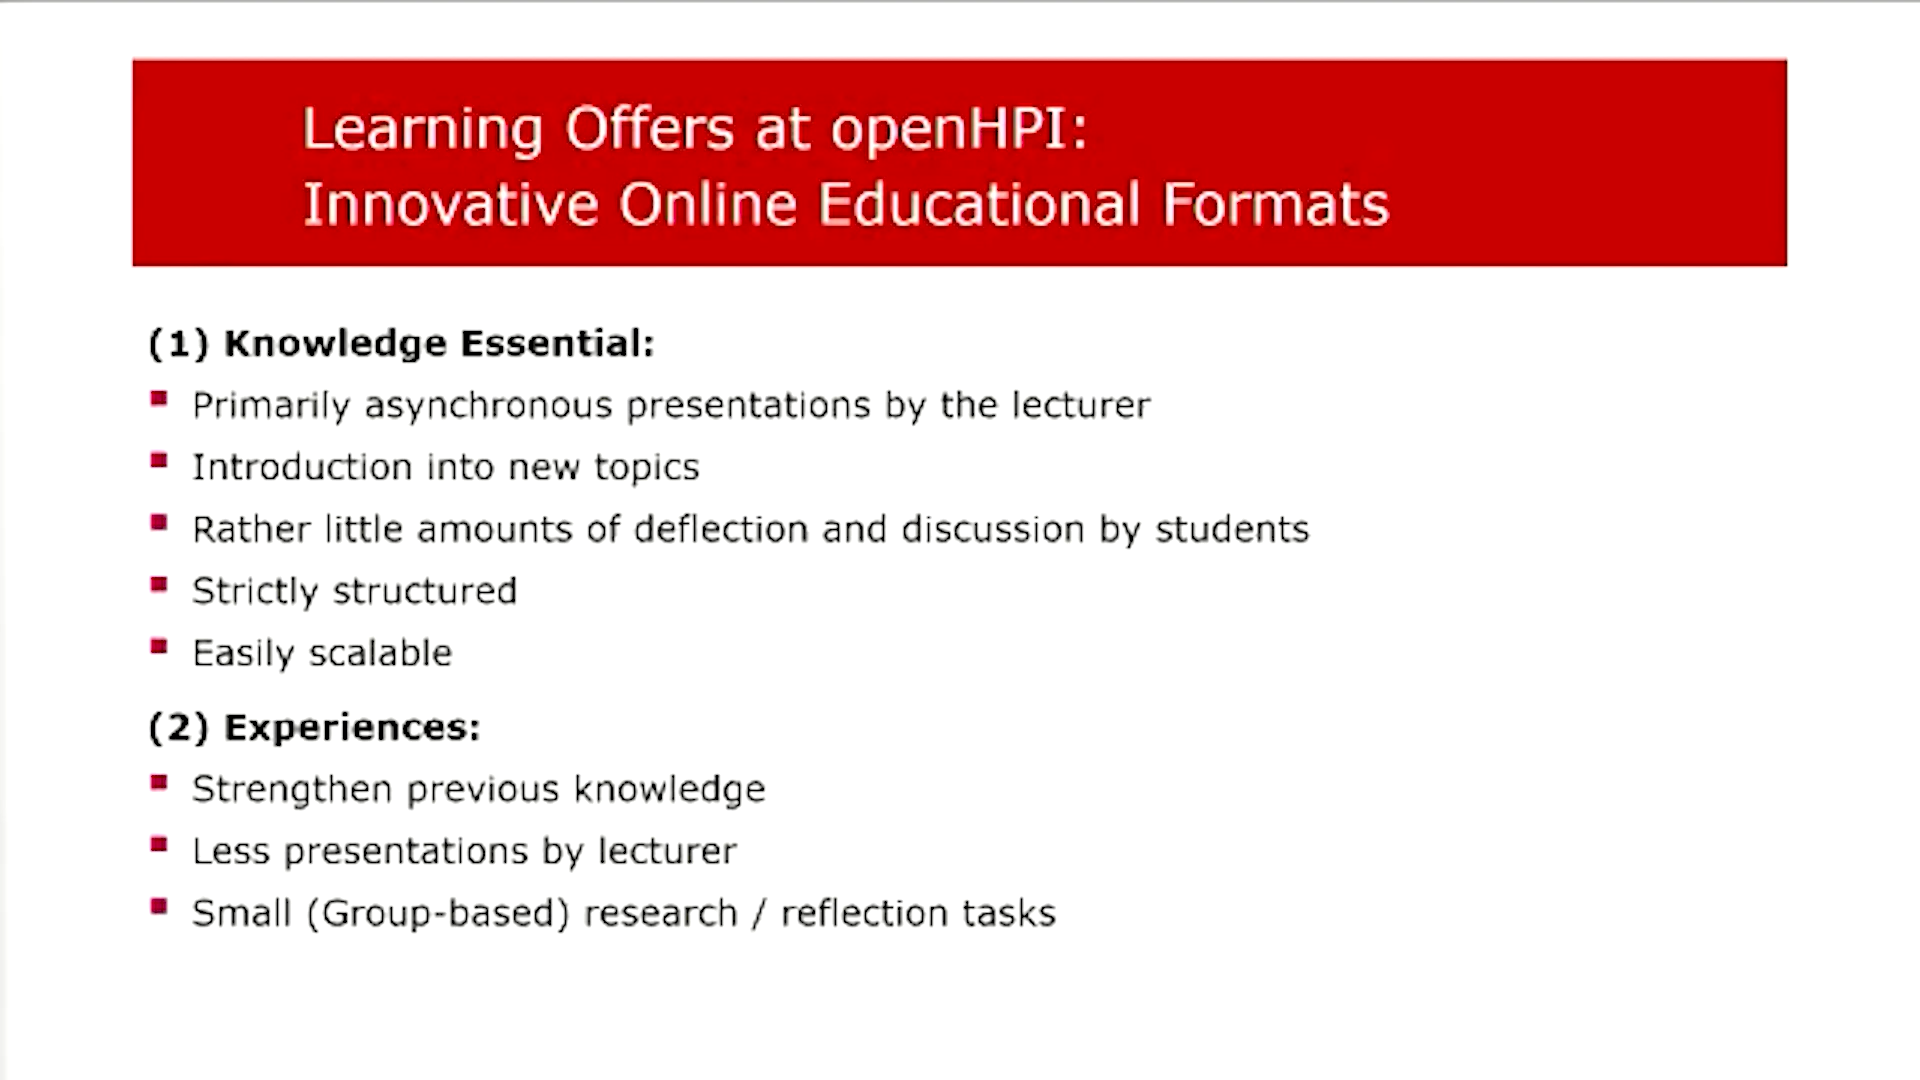 Learning Offers at openHPI:
Innovative Online Educational Formats
(1) Knowledge Essential:
Primarily asynchronous presentations by the lecturer
Introduction into new topics
Rather little amounts of deflection and discussion by students
Strictly structured
Easily scalable
(2) Experiences:
Strengthen previous knowledge
Less presentations by lecturer
Small (Group-based) research / reflection tasks